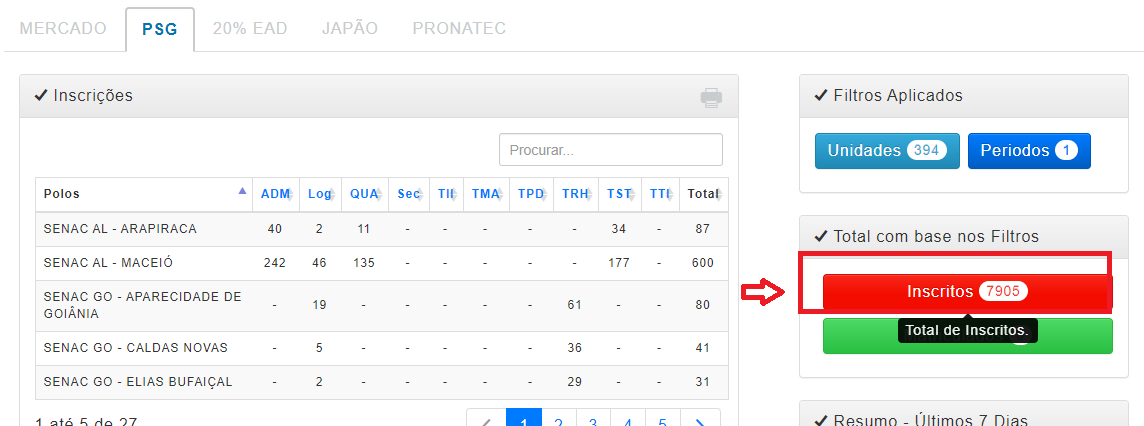 MERCADO PSG 20% EAD JAPÃO PRONATEC
Inscrições
Procurar...
Polos ADM Log QUA Sec TII TMA TPD TRH TST TTI Total
SENAC AL - ARAPIRACA 40 2 11 - - - - - 34 - 87
SENAC AL - MACEIÓ 242 46 135 - - - - - 177 - 600
SENAC GO - APARECIDADE DE
GOIÂNIA - 19 - - - - - 61 - - 80
SENAC GO - CALDAS NOVAS - 5 - - - - - 36 - - 41
SENAC GO - ELIAS BUFAIÇAL - 2 - - - - - 29 - - 31
1 até 5 de 27
1 2 3 4 5
Filtros Aplicados
Unidades 394 Periodos 1
Total com base nos Filtros
Inscritos 7905
Total de Inscritos.
Resumo - Últimos 7 Dias